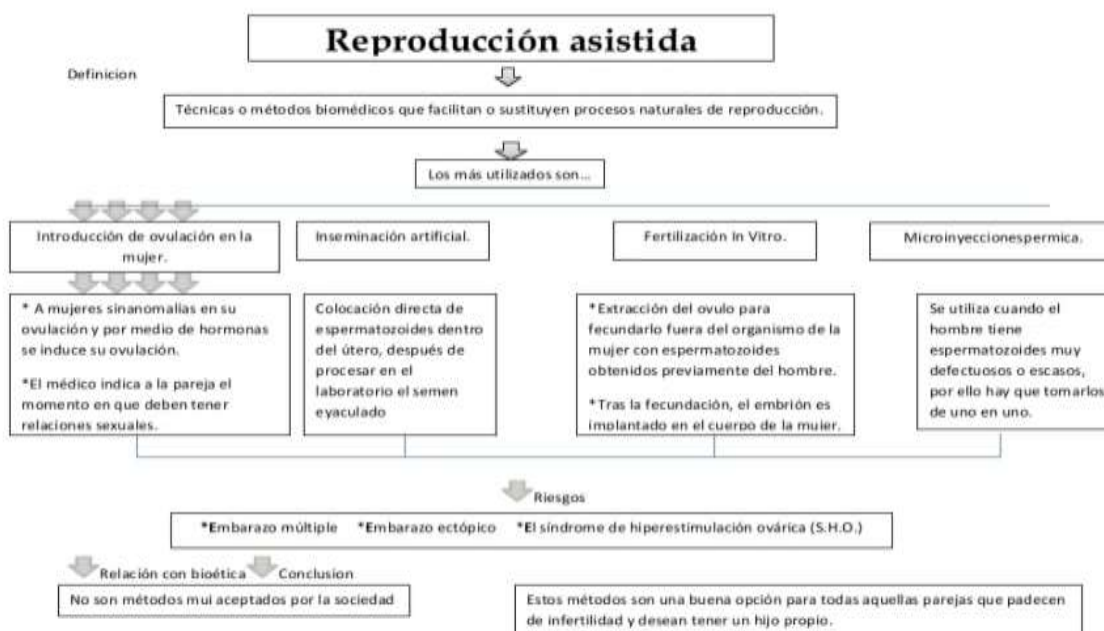 Reproducción asistida
Definicion
Técnicas o métodos biomédicos que facilitan o sustituyen procesos naturales de reproducción.
Los más utilizados son...
Introducción de ovulación en la
mujer.
Inseminación artificial.
Fertilización In Vitro.
Microinyeccionespermica.
* A mujeres sinanomalias en su
ovulación y por medio de hormonas
se induce su ovulación.
*El médico indica a la pareja el
momento en que deben tener
relaciones sexuales.
Colocación directa de
espermatozoides dentro
del útero, después de
procesar en el
laboratorio el semen
eyaculado
*Extracción del ovulo para
fecundarlo fuera del organismo de la
mujer con espermatozoides
obtenidos previamente del hombre.
*Tras la fecundación, el embrión es
implantado en el cuerpo de la mujer.
Se utiliza cuando el
hombre tiene
espermatozoides muy
defectuosos o escasos,
por ello hay que tomarlos
de uno en uno.
Riesgos
*Embarazo múltiple *Embarazo ectópico *El síndrome de hiperestimulación ovárica (S.H.O.)
Relación con bioética Conclusion
No son métodos mui aceptados por la sociedad
Estos métodos son una buena opción para todas aquellas parejas que padecen
de infertilidad y desean tener un hijo propio.